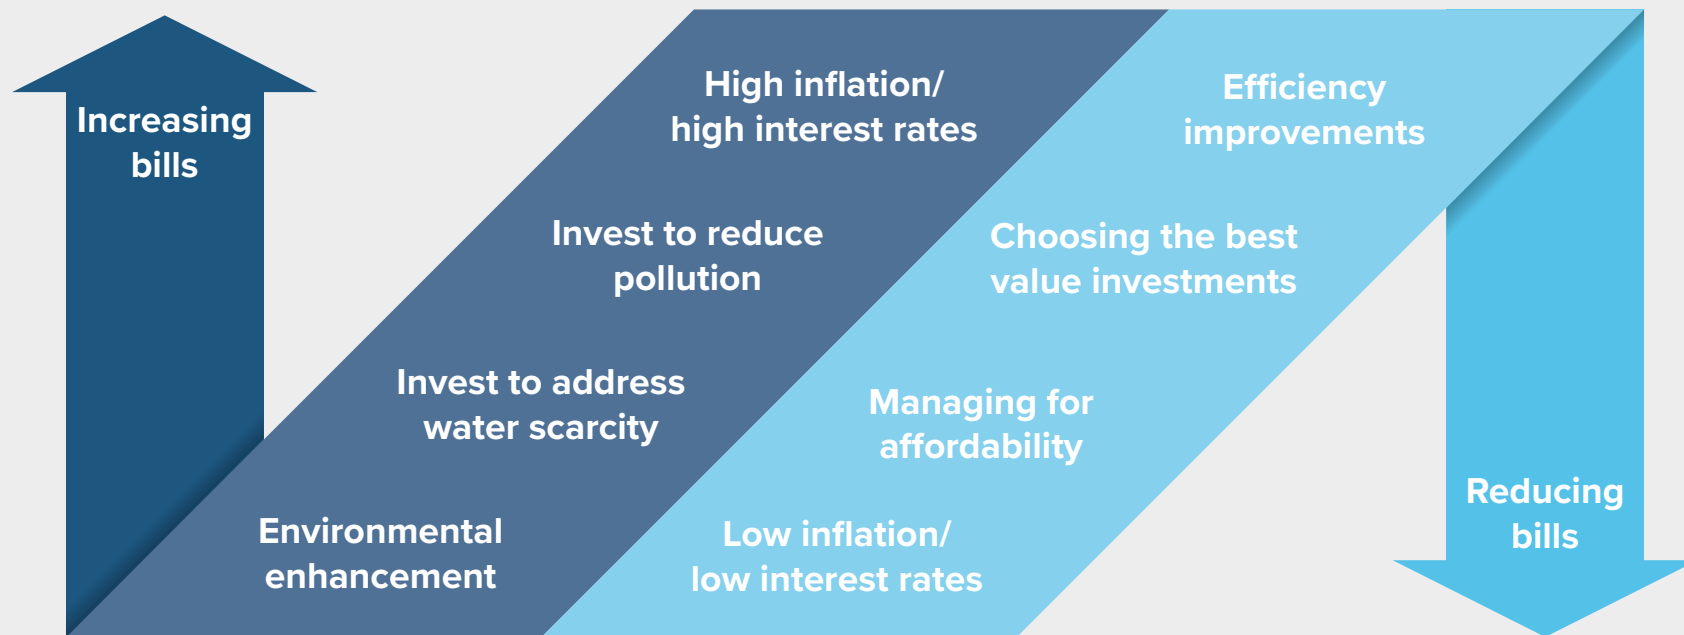 Increasing
bills
High inflation/
high interest rates
Invest to reduce
pollution
Invest to address
water scarcity
Environmental
enhancement
Efficiency
improvements
Choosing the best
value investments
Managing for
affordability
Low inflation/
low interest rates
Reducing
bills